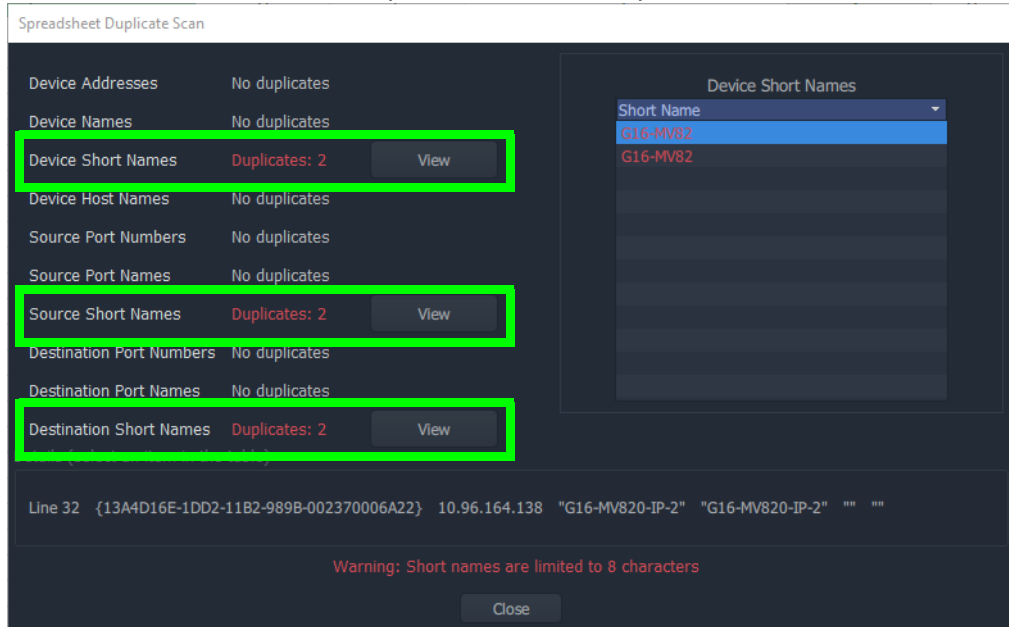 Spreadsheet Duplicate Scan
Device Addresses No duplicates
Device Names No duplicates
Device Short Names Duplicates: 2 View
Device Host Names No duplicates
Source Port Numbers No duplicates
Source Port Names No duplicates
Source Short Names Duplicates: 2 View
Destination Port Numbers No duplicates
Destination Port Names No duplicates
Destination Short Names Duplicates: 2 View
Device Short Names
Short Name
G16-MV82
G16-MV82
Line 32 {13A4D16E-1DD2-11B2-989B-002370006A22} 10.96.164.138 "G16-MV820-IP-2" "G16-MV820-IP-2" "" ""
Warning: Short names are limited to 8 characters
Close